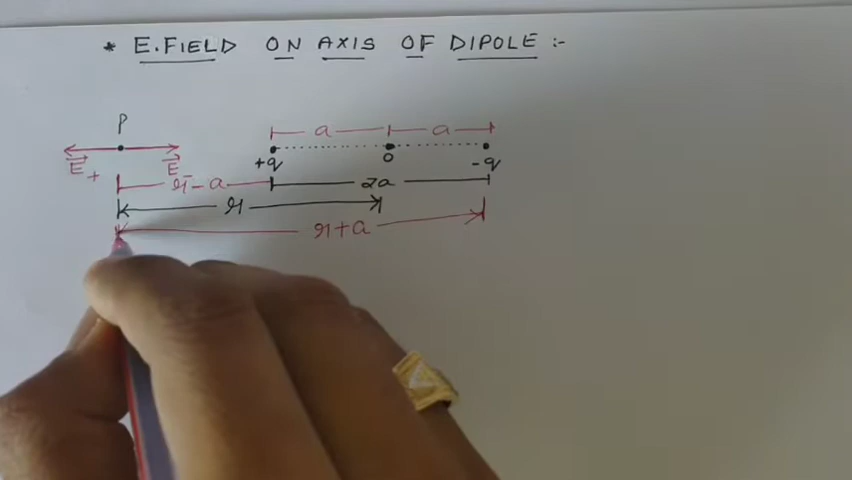 * E.FIELD ON AXIS OF DIPOLE :-
P
a a
+q O -q
E⃗₊ E⃗₋
r-a 2a
r
r+a